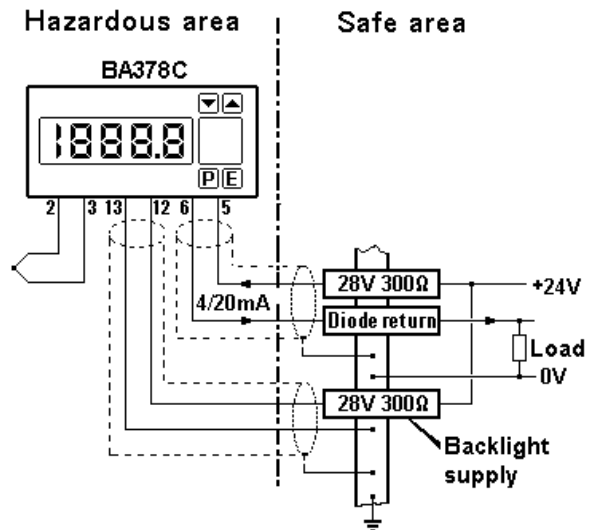 Hazardous area
Safe area
BA378C
1888.8
P E
2 3 13 12 6 5
28V 300Ω
+24V
4/20mA
Diode return
Load
0V
28V 300Ω
Backlight
supply